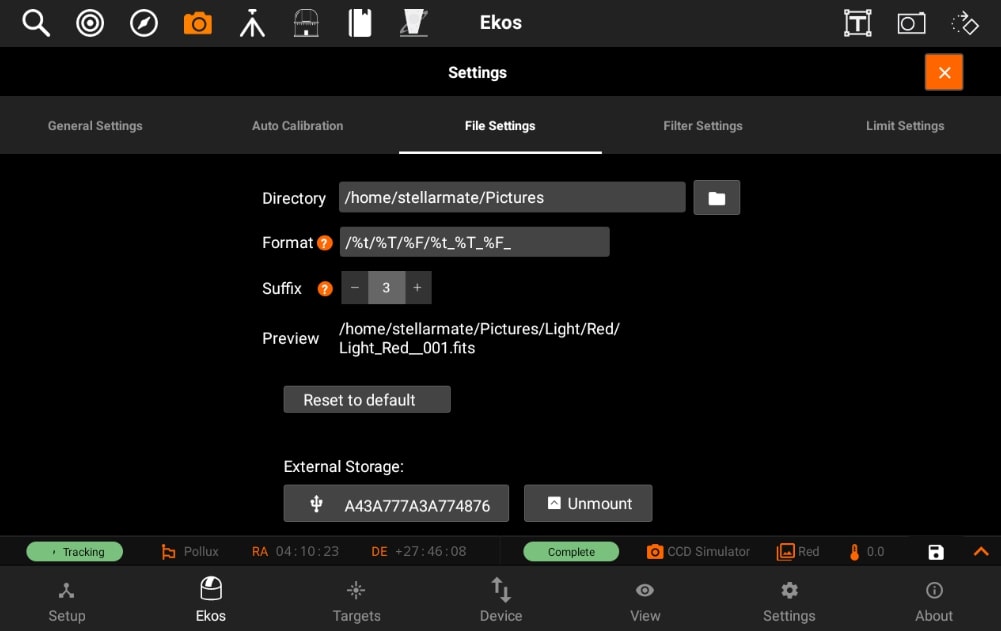 Ekos
T
Settings
General Settings
Auto Calibration
File Settings
Filter Settings
Limit Settings
Directory
/home/stellarmate/Pictures
Format ?
/%t/%T/%F/%t_%T_%F_
Suffix ?
− 3 +
Preview
/home/stellarmate/Pictures/Light/Red/
Light_Red__001.fits
Reset to default
External Storage:
A43A777A3A774876
Unmount
Tracking
Pollux
RA 04:10:23
DE +27:46:08
Complete
CCD Simulator
Red
0.0
Setup
Ekos
Targets
Device
View
Settings
About